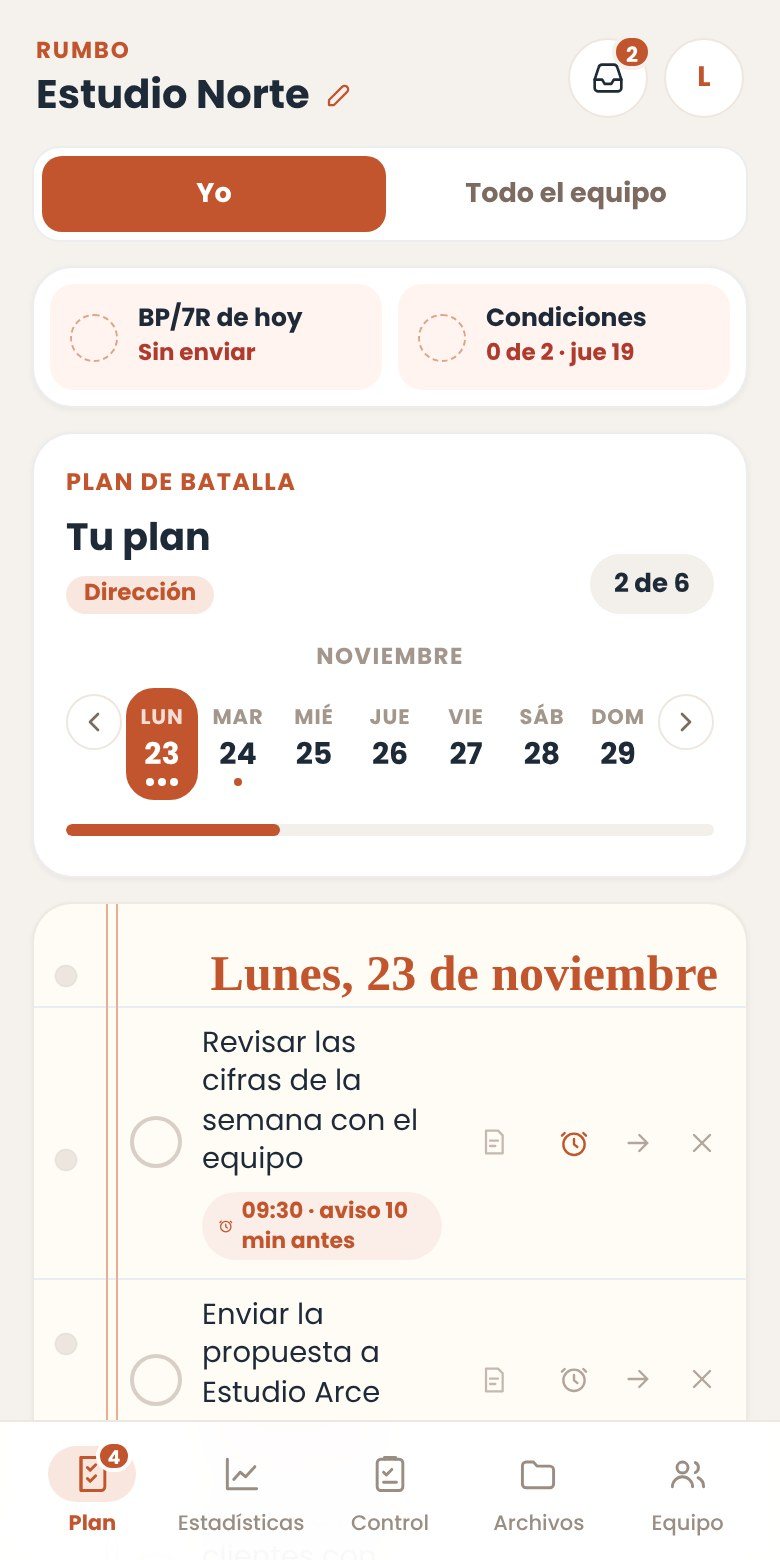 RUMBO
Estudio Norte
2
L
Yo
Todo el equipo
BP/7R de hoy
Sin enviar
Condiciones
0 de 2 · jue 19
PLAN DE BATALLA
Tu plan
Dirección
2 de 6
NOVIEMBRE
LUN MAR MIÉ JUE VIE SÁB DOM
23 24 25 26 27 28 29
Lunes, 23 de noviembre
Revisar las
cifras de la
semana con el
equipo
09:30 · aviso 10
min antes
Enviar la
propuesta a
Estudio Arce
4
Plan
Estadísticas
Control
Archivos
Equipo
clientes con